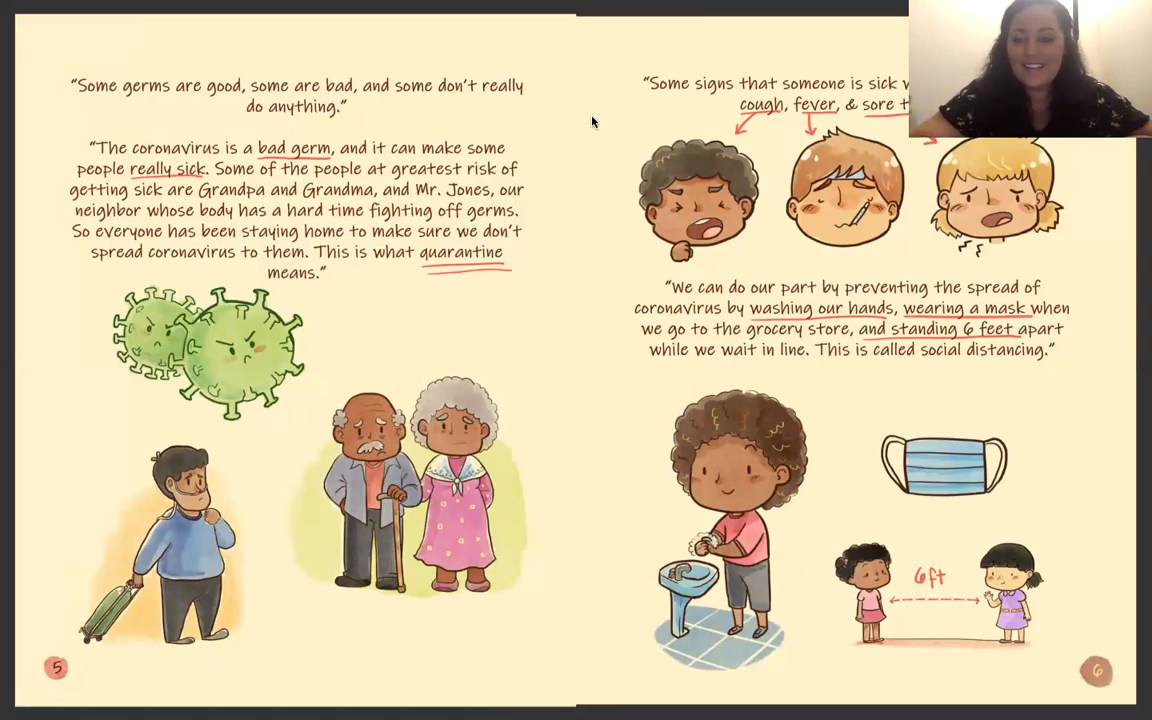 "Some germs are good, some are bad, and some don't really
do anything."
"The coronavirus is a bad germ, and it can make some
people really sick. Some of the people at greatest risk of
getting sick are Grandpa and Grandma, and Mr. Jones, our
neighbor whose body has a hard time fighting off germs.
So everyone has been staying home to make sure we don't
spread coronavirus to them. This is what quarantine
means."
5
"Some signs that someone is sick
cough, fever, & sore
"We can do our part by preventing the spread of
coronavirus by washing our hands, wearing a mask when
we go to the grocery store, and standing 6 feet apart
while we wait in line. This is called social distancing."
6ft
6